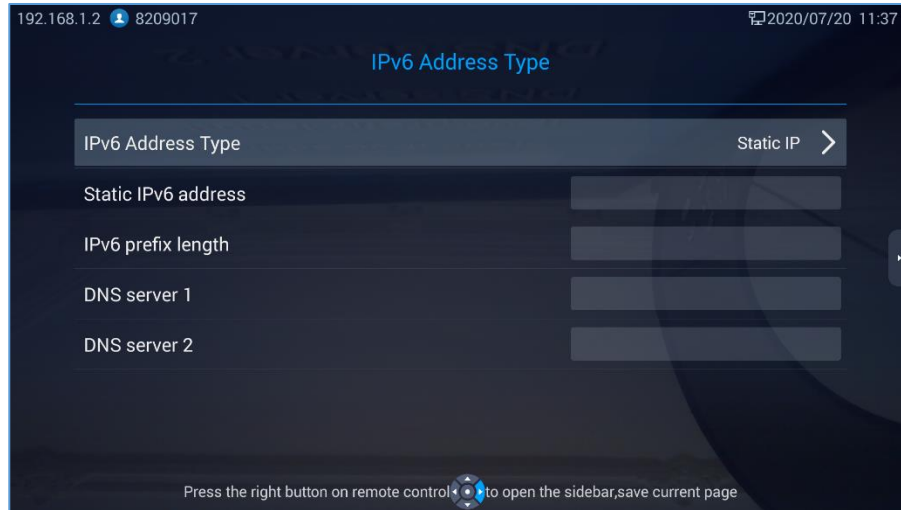 192.168.1.2 8209017 2020/07/20 11:37
IPv6 Address Type
IPv6 Address Type Static IP
Static IPv6 address
IPv6 prefix length
DNS server 1
DNS server 2
Press the right button on remote control to open the sidebar,save current page